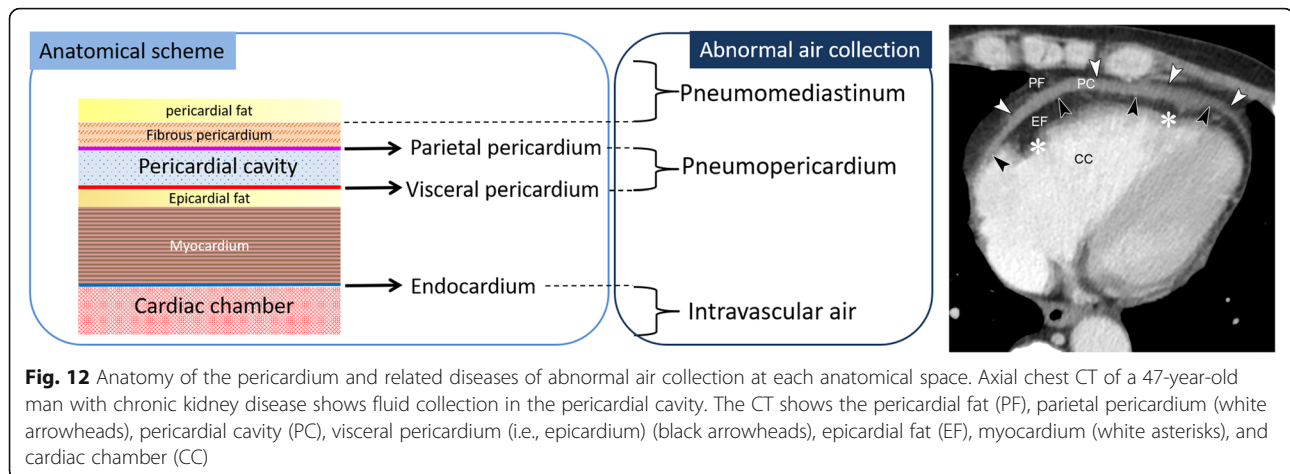 Anatomical scheme
Abnormal air collection
pericardial fat
Fibrous pericardium
Pericardial cavity
Epicardial fat
Myocardium
Cardiac chamber
Parietal pericardium
Visceral pericardium
Endocardium
Pneumomediastinum
Pneumopericardium
Intravascular air
PF
PC
EF
*
*
CC
Fig. 12 Anatomy of the pericardium and related diseases of abnormal air collection at each anatomical space. Axial chest CT of a 47-year-old
man with chronic kidney disease shows fluid collection in the pericardial cavity. The CT shows the pericardial fat (PF), parietal pericardium (white
arrowheads), pericardial cavity (PC), visceral pericardium (i.e., epicardium) (black arrowheads), epicardial fat (EF), myocardium (white asterisks), and
cardiac chamber (CC)